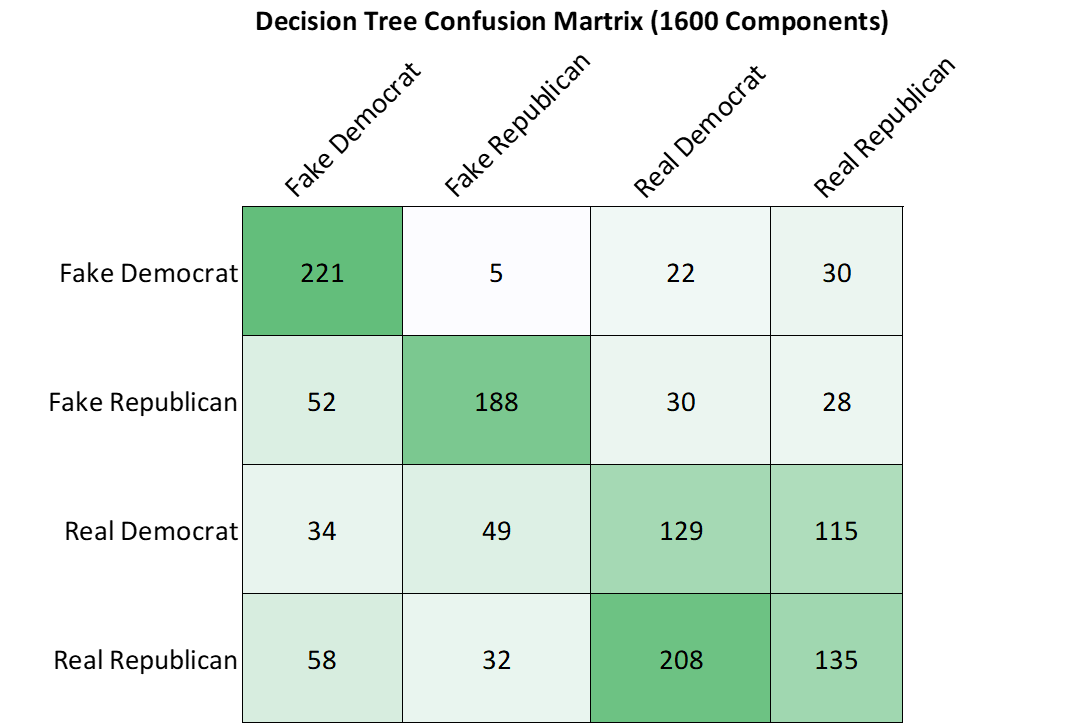 Decision Tree Confusion Martrix (1600 Components)
Fake Democrat
Fake Republican
Real Democrat
Real Republican
Fake Democrat 221 5 22 30
Fake Republican 52 188 30 28
Real Democrat 34 49 129 115
Real Republican 58 32 208 135